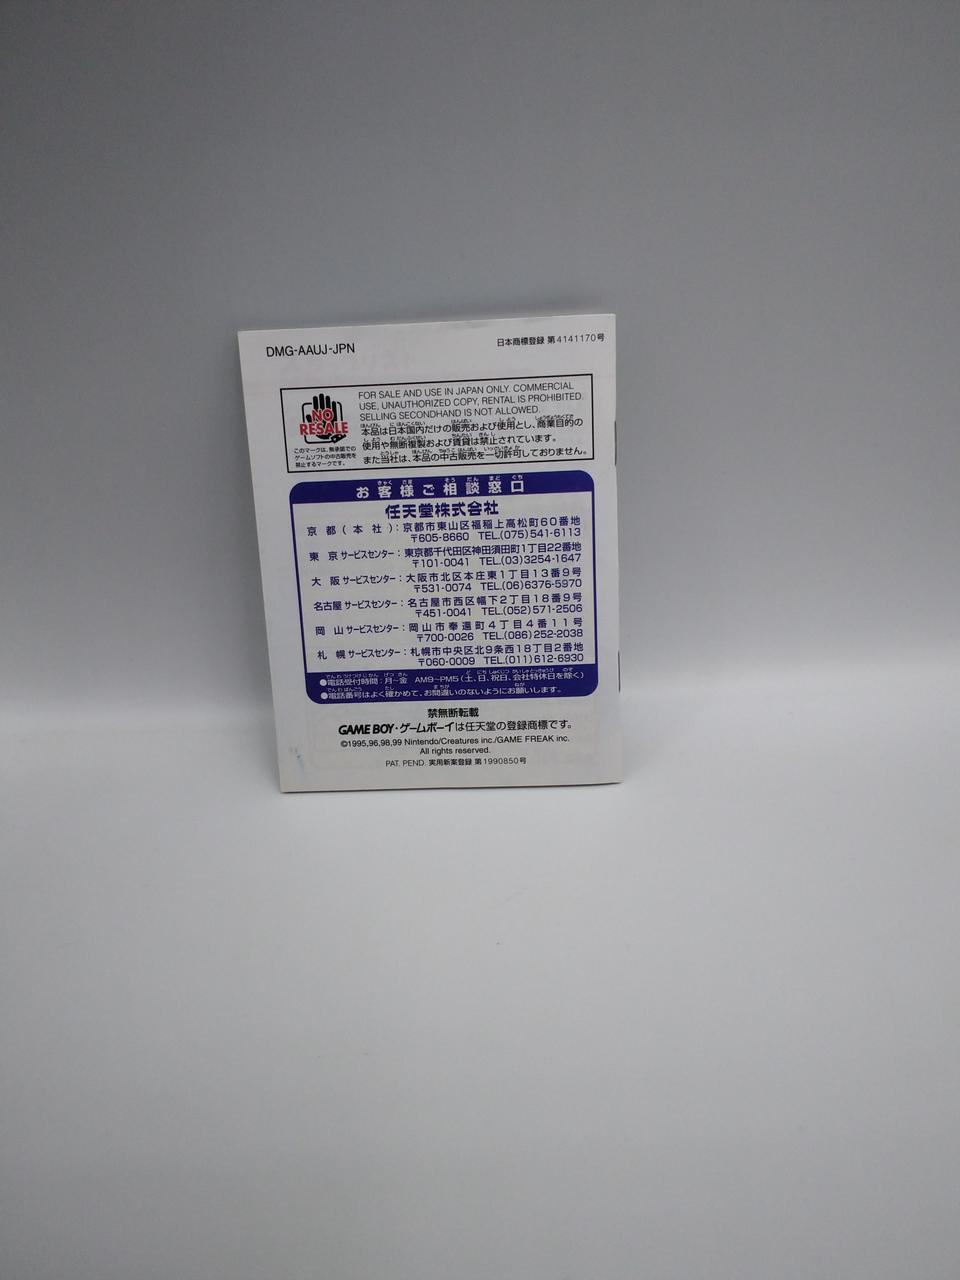 DMG-AAUJ-JPN
日本商標登録 第4141170号
NO
RESALE
このマークは、無承諾での
ゲームソフトの中古販売を
禁止するマークです。
FOR SALE AND USE IN JAPAN ONLY. COMMERCIAL
USE, UNAUTHORIZED COPY, RENTAL IS PROHIBITED.
SELLING SECONDHAND IS NOT ALLOWED.
本品は日本国内だけの販売および使用とし、商業目的の
使用や無断複製および賃貸は禁止されています。
また当社は、本品の中古販売を一切許可しておりません。
お客様ご相談窓口
任天堂株式会社
京都(本社):京都市東山区福稲上高松町60番地
〒605-8660 TEL.(075)541-6113
東京サービスセンター:東京都千代田区神田須田町1丁目22番地
〒101-0041 TEL.(03)3254-1647
大阪サービスセンター:大阪市北区本庄東1丁目13番9号
〒531-0074 TEL.(06)6376-5970
名古屋サービスセンター:名古屋市西区幅下2丁目18番9号
〒451-0041 TEL.(052)571-2506
岡山サービスセンター:岡山市奉還町4丁目4番11号
〒700-0026 TEL.(086)252-2038
札幌サービスセンター:札幌市中央区北9条西18丁目2番地
〒060-0009 TEL.(011)612-6930
●電話受付時間:月~金 AM9~PM5(土、日、祝日、会社特休日を除く)
●電話番号はよく確かめて、お間違いのないようにお願いします。
禁無断転載
GAME BOY・ゲームボーイは任天堂の登録商標です。
©1995,96,98,99 Nintendo/Creatures inc./GAME FREAK inc.
All rights reserved.
PAT. PEND. 実用新案登録 第1990850号